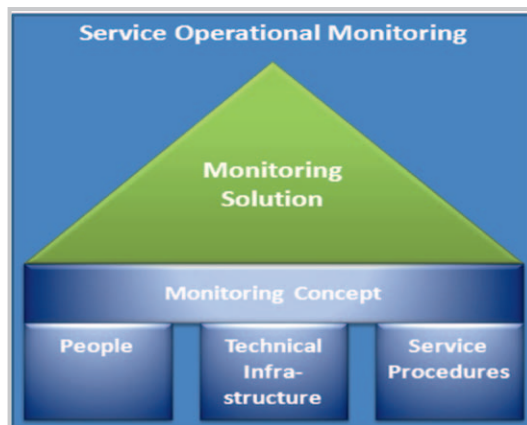 Service Operational Monitoring
Monitoring
Solution
Monitoring Concept
People
Technical
Infra-
structure
Service
Procedures